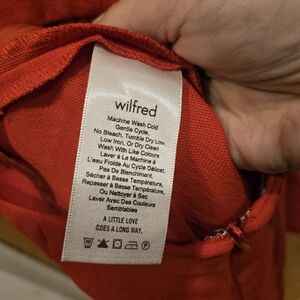 wilfred
Machine Wash Cold
Gentle Cycle,
No Bleach, Tumble Dry Low,
Low Iron, Or Dry Clean
Wash With Like Colours
Laver À La Machine À
L'eau Froide Au Cycle Délicat,
Pas De Blanchiment,
Sécher À Basse Température,
Repasser À Basse Température,
Ou Nettoyer À Sec
Laver Avec Des Couleurs
Semblables
A LITTLE LOVE
GOES A LONG WAY.